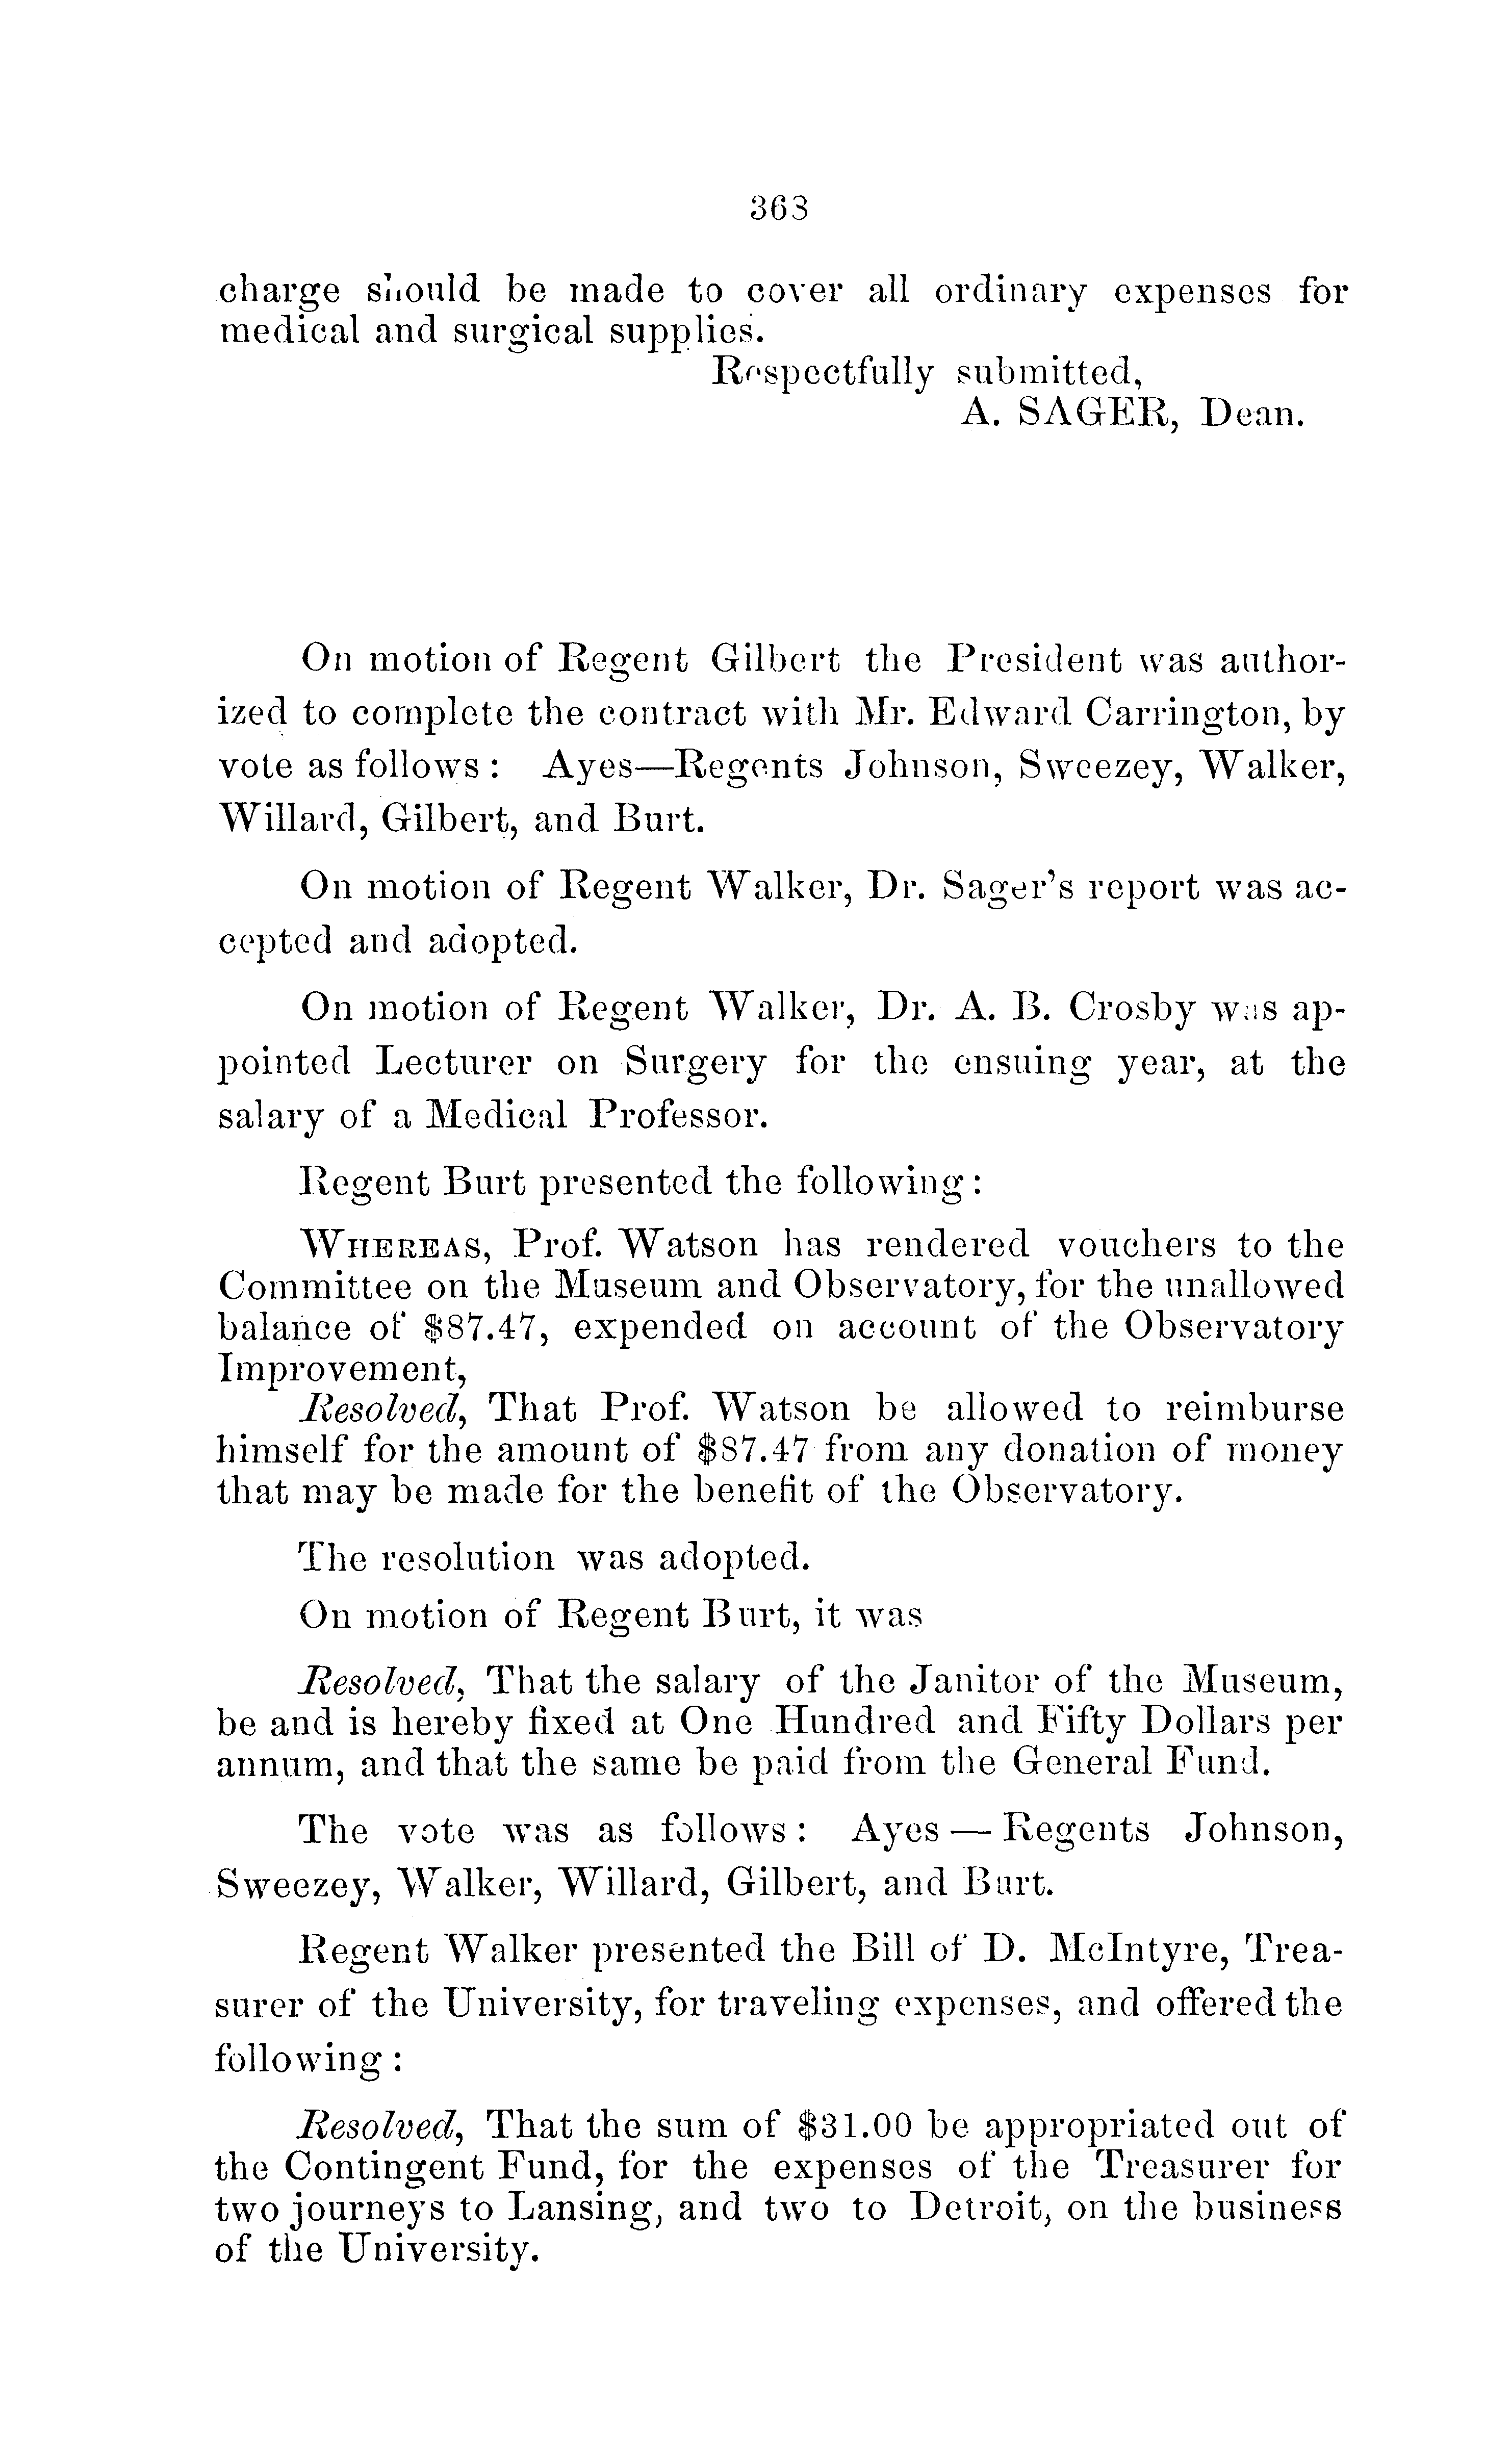 363
charge should be made to cover all ordinary expenses for
medical and surgical supplies.
Respectfully submitted,
A. SAGER, Dean.
On motion of Regent Gilbert the President was author-
ized to complete the contract with Mr. Edward Carrington, by
vote as follows : Ayes—Regents Johnson, Sweezey, Walker,
Willard, Gilbert, and Burt.
On motion of Regent Walker, Dr. Sager's report was ac-
cepted and adopted.
On motion of Regent Walker, Dr. A. B. Crosby was ap-
pointed Lecturer on Surgery for the ensuing year, at the
salary of a Medical Professor.
Regent Burt presented the following :
WHEREAS, Prof. Watson has rendered vouchers to the
Committee on the Museum and Observatory, for the unallowed
balance of $87.47, expended on account of the Observatory
Improvement,
Resolved, That Prof. Watson be allowed to reimburse
himself for the amount of $87.47 from any donation of money
that may be made for the benefit of the Observatory.
The resolution was adopted.
On motion of Regent Burt, it was
Resolved, That the salary of the Janitor of the Museum,
be and is hereby fixed at One Hundred and Fifty Dollars per
annum, and that the same be paid from the General Fund.
The vote was as follows : Ayes — Regents Johnson,
Sweezey, Walker, Willard, Gilbert, and Burt.
Regent Walker presented the Bill of D. McIntyre, Trea-
surer of the University, for traveling expenses, and offered the
following :
Resolved, That the sum of $31.00 be appropriated out of
the Contingent Fund, for the expenses of the Treasurer for
two journeys to Lansing, and two to Detroit, on the business
of the University.